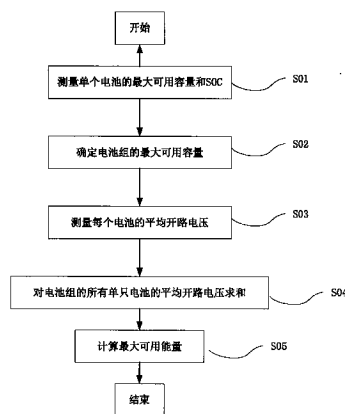 开始
测量单个电池的最大可用容量和SOC
S01
确定电池组的最大可用容量
S02
测量每个电池的平均开路电压
S03
对电池组的所有单只电池的平均开路电压求和
S04
计算最大可用能量
S05
结束